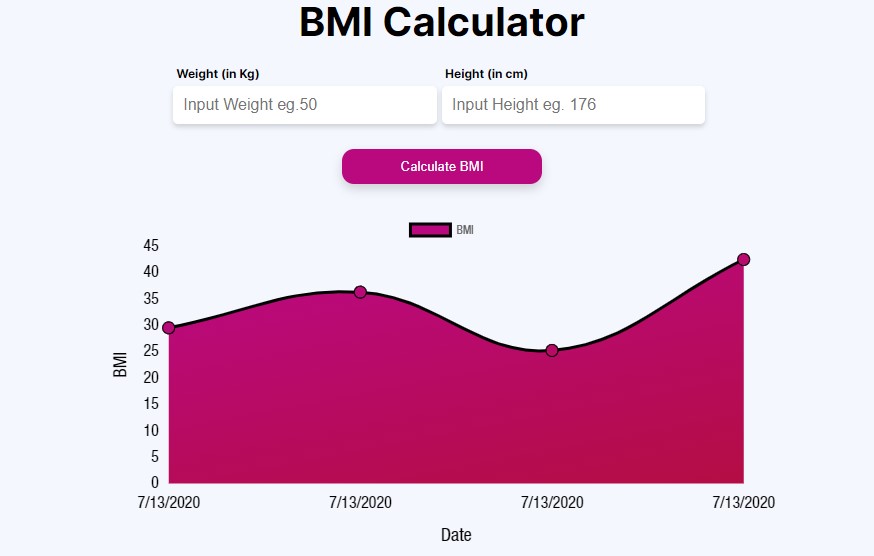 BMI Calculator
Weight (in Kg) Height (in cm)
Input Weight eg.50 Input Height eg. 176
Calculate BMI
BMI
45
40
35
30
25
20
15
10
5
0
BMI
7/13/2020 7/13/2020 7/13/2020 7/13/2020
Date